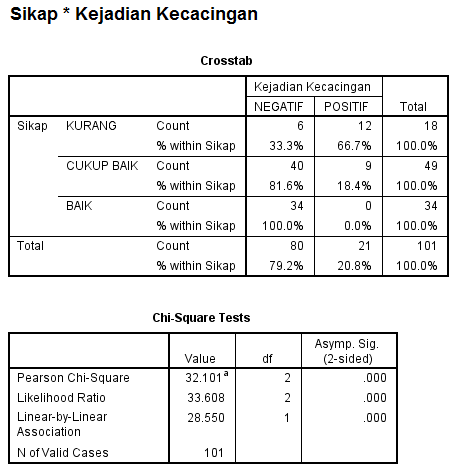 Sikap * Kejadian Kecacingan
Crosstab
Kejadian Kecacingan
NEGATIF POSITIF Total
Sikap KURANG Count 6 12 18
% within Sikap 33.3% 66.7% 100.0%
CUKUP BAIK Count 40 9 49
% within Sikap 81.6% 18.4% 100.0%
BAIK Count 34 0 34
% within Sikap 100.0% 0.0% 100.0%
Total Count 80 21 101
% within Sikap 79.2% 20.8% 100.0%
Chi-Square Tests
Value df Asymp. Sig. (2-sided)
Pearson Chi-Square 32.101a 2 .000
Likelihood Ratio 33.608 2 .000
Linear-by-Linear Association 28.550 1 .000
N of Valid Cases 101